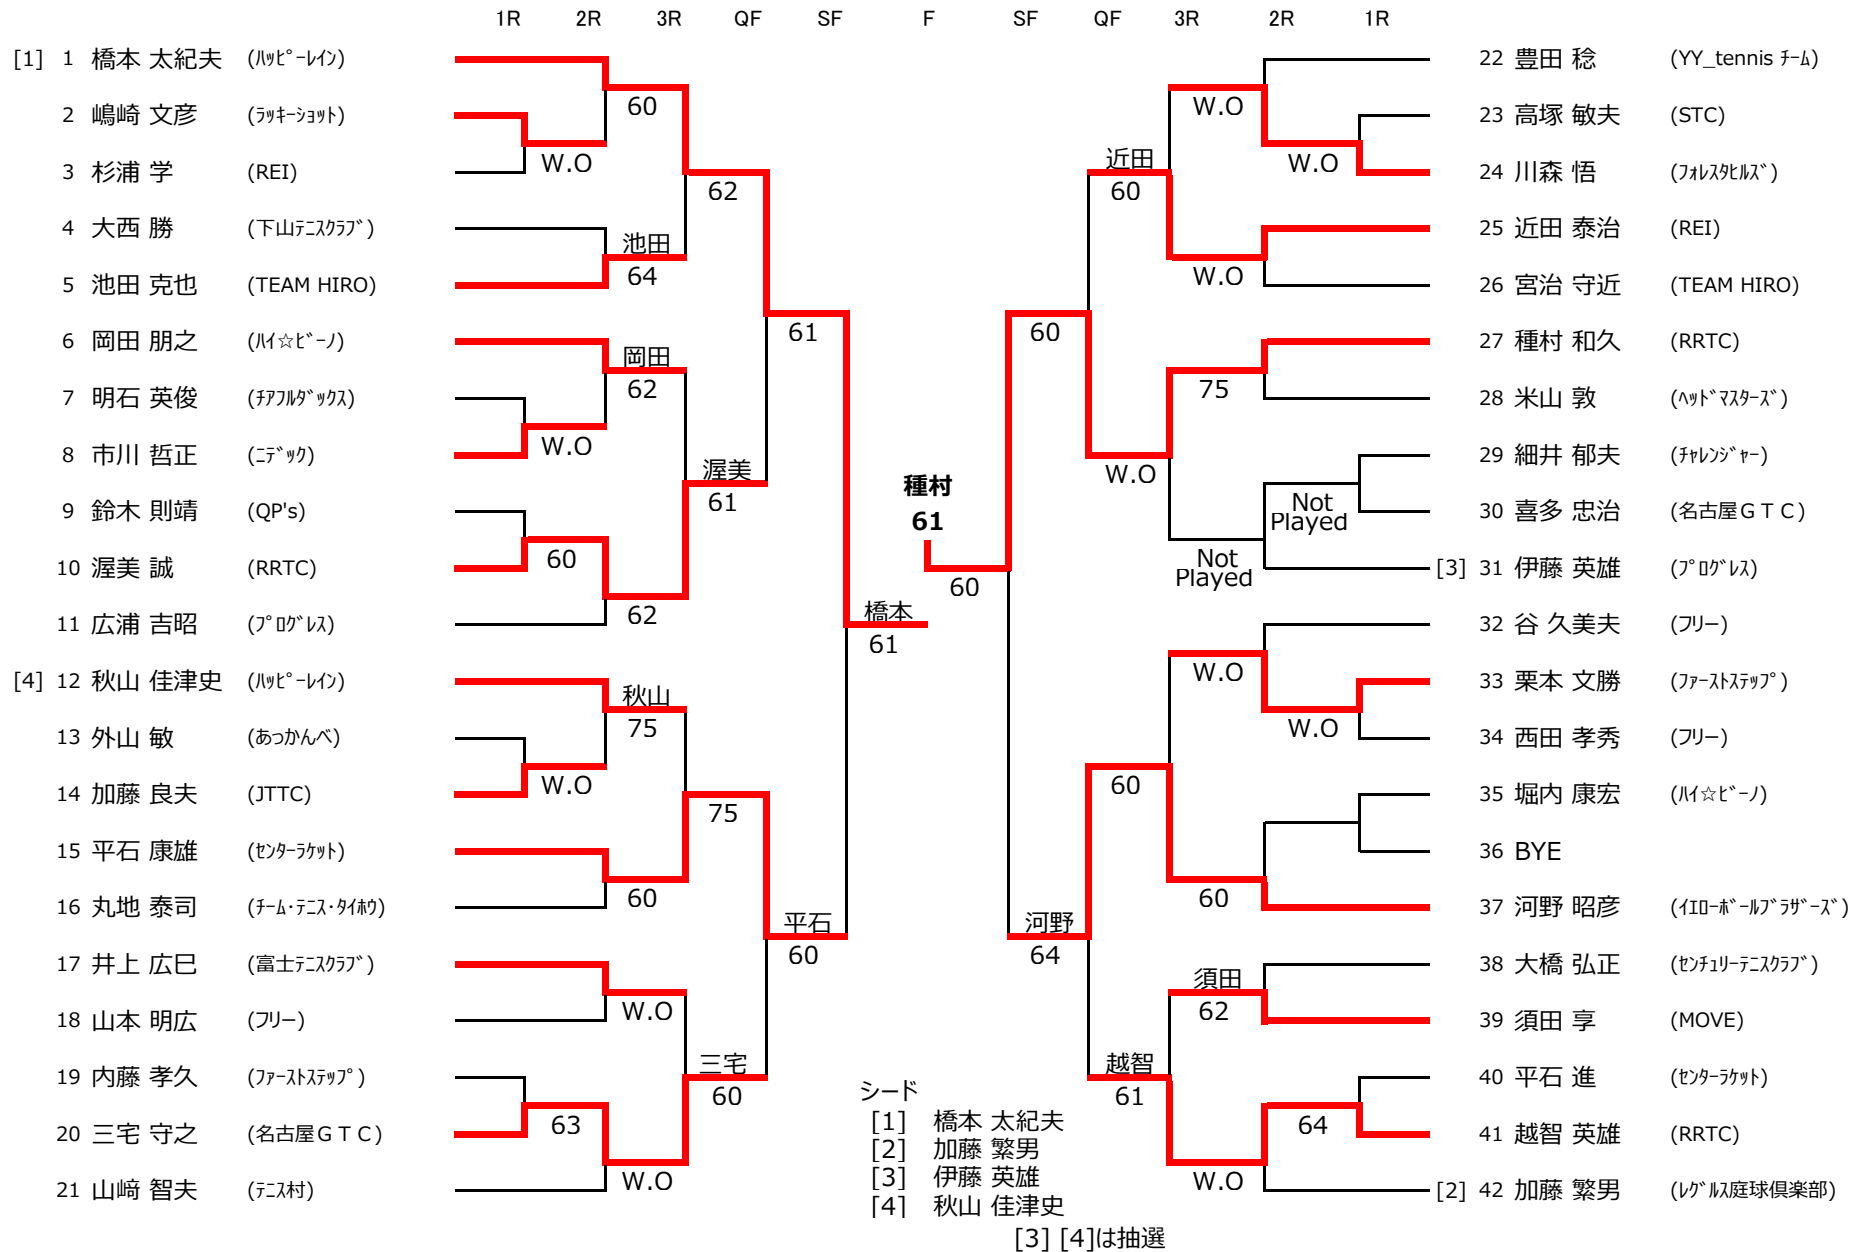 1R 2R 3R QF SF F SF QF 3R 2R 1R
[1] 1 橋本 太紀夫 (ﾊｯﾋﾟｰﾚｲﾝ)
2 嶋崎 文彦 (ﾗｯｷｰｼｮｯﾄ)
3 杉浦 学 (REI)
4 大西 勝 (下山ﾃﾆｽｸﾗﾌﾞ)
5 池田 克也 (TEAM HIRO)
6 岡田 朋之 (ﾊｲ☆ﾋﾞｰﾉ)
7 明石 英俊 (ﾁｱﾌﾙﾀﾞｯｸｽ)
8 市川 哲正 (ﾆﾃﾞｯｸ)
9 鈴木 則靖 (QP's)
10 渥美 誠 (RRTC)
11 広浦 吉昭 (ﾌﾟﾛｸﾞﾚｽ)
[4] 12 秋山 佳津史 (ﾊｯﾋﾟｰﾚｲﾝ)
13 外山 敏 (あっかんべ)
14 加藤 良夫 (JTTC)
15 平石 康雄 (ｾﾝﾀｰﾗｹｯﾄ)
16 丸地 泰司 (ﾁｰﾑ･ﾃﾆｽ･ﾀｲﾎｳ)
17 井上 広巳 (富士ﾃﾆｽｸﾗﾌﾞ)
18 山本 明広 (ﾌﾘｰ)
19 内藤 孝久 (ﾌｧｰｽﾄｽﾃｯﾌﾟ)
20 三宅 守之 (名古屋ＧＴＣ)
21 山﨑 智夫 (ﾃﾆｽ村)
W.O
W.O
60
W.O
63
60
池田
64
岡田
62
62
秋山
75
60
W.O
W.O
62
渥美
61
75
三宅
60
61
平石
60
橋本
61
種村
61
60
60
河野
64
近田
60
W.O
60
越智
61
W.O
W.O
75
Not
Played
W.O
60
須田
62
W.O
W.O
Not
Played
W.O
64
22 豊田 稔 (YY_tennis ﾁｰﾑ)
23 高塚 敏夫 (STC)
24 川森 悟 (ﾌｫﾚｽﾀﾋﾙｽﾞ)
25 近田 泰治 (REI)
26 宮治 守近 (TEAM HIRO)
27 種村 和久 (RRTC)
28 米山 敦 (ﾍｯﾄﾞﾏｽﾀｰｽﾞ)
29 細井 郁夫 (ﾁｬﾚﾝｼﾞｬｰ)
30 喜多 忠治 (名古屋ＧＴＣ)
[3] 31 伊藤 英雄 (ﾌﾟﾛｸﾞﾚｽ)
32 谷 久美夫 (ﾌﾘｰ)
33 栗本 文勝 (ﾌｧｰｽﾄｽﾃｯﾌﾟ)
34 西田 孝秀 (ﾌﾘｰ)
35 堀内 康宏 (ﾊｲ☆ﾋﾞｰﾉ)
36 BYE
37 河野 昭彦 (ｲｴﾛｰﾎﾞｰﾙﾌﾞﾗｻﾞｰｽﾞ)
38 大橋 弘正 (ｾﾝﾁｭﾘｰﾃﾆｽｸﾗﾌﾞ)
39 須田 享 (MOVE)
40 平石 進 (ｾﾝﾀｰﾗｹｯﾄ)
41 越智 英雄 (RRTC)
[2] 42 加藤 繁男 (ﾚｸﾞﾙｽ庭球倶楽部)
シード
[1] 橋本 太紀夫
[2] 加藤 繁男
[3] 伊藤 英雄
[4] 秋山 佳津史
[3] [4]は抽選